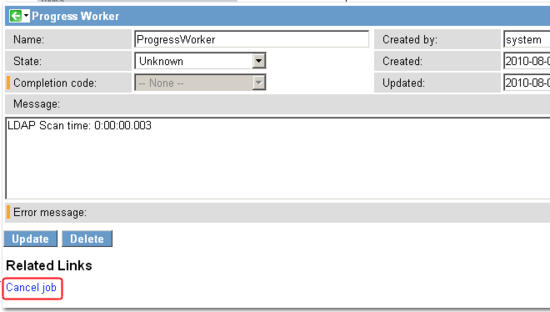 Progress Worker
Name: ProgressWorker Created by: system
State: Unknown Created: 2010-08-0
Completion code: -- None -- Updated: 2010-08-0
Message:
LDAP Scan time: 0:00:00.003
Error message:
Update Delete
Related Links
Cancel job